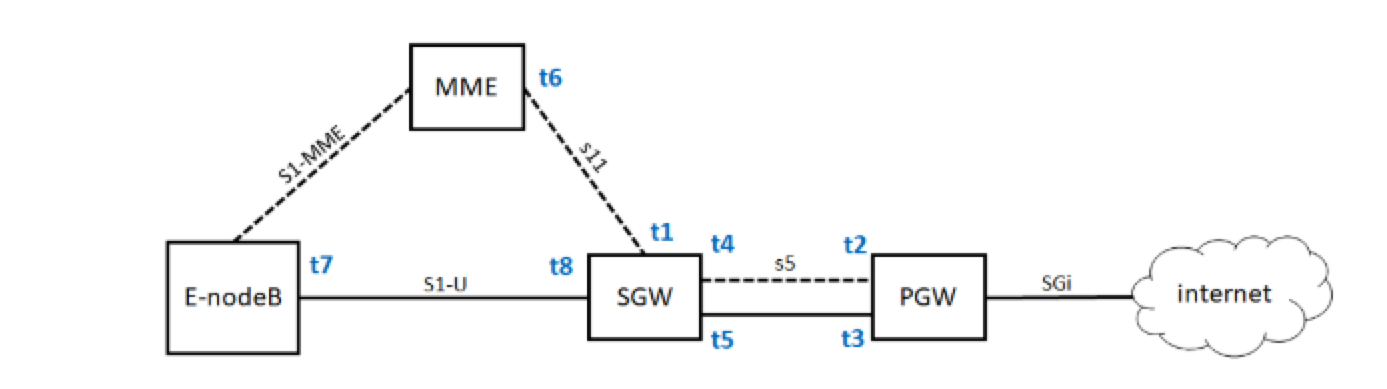 MME
t6
S1-MME
s11
t1
t4
t2
t7
t8
s5
E-nodeB
S1-U
SGW
PGW
SGi
internet
t5
t3